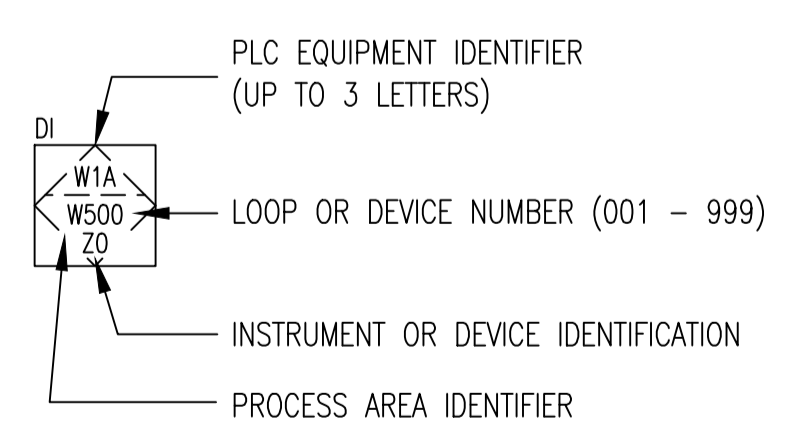 PLC EQUIPMENT IDENTIFIER
(UP TO 3 LETTERS)
DI
W1A
W500
ZO
LOOP OR DEVICE NUMBER (001 - 999)
INSTRUMENT OR DEVICE IDENTIFICATION
PROCESS AREA IDENTIFIER